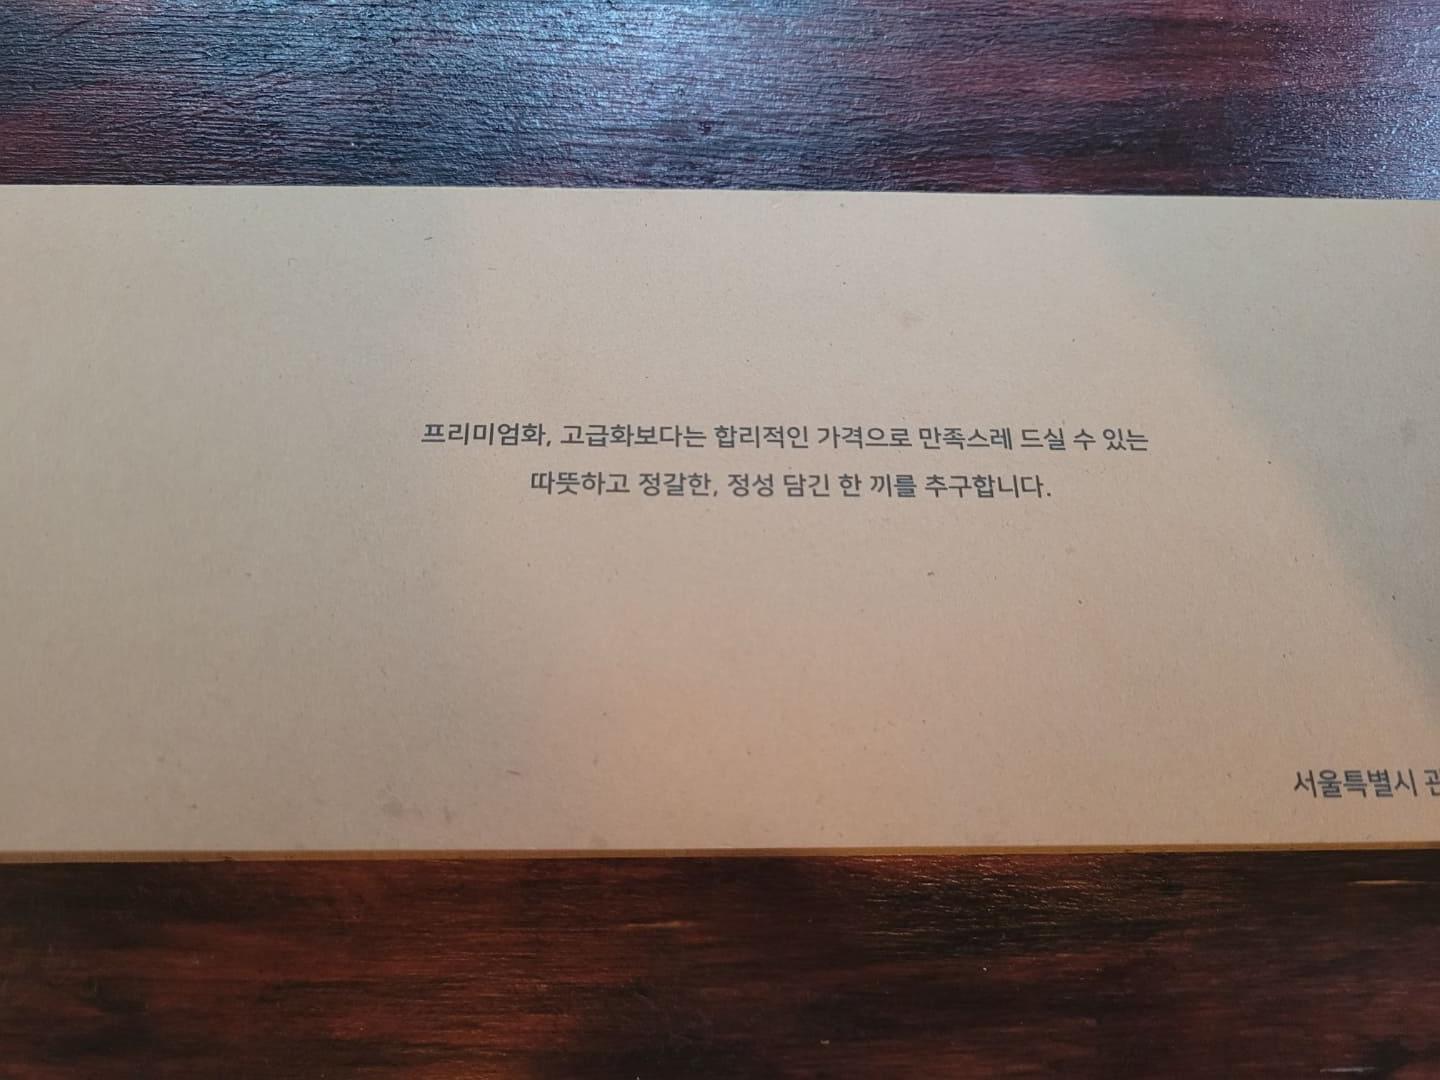 프리미엄화, 고급화보다는 합리적인 가격으로 만족스레 드실 수 있는
따뜻하고 정갈한, 정성 담긴 한 끼를 추구합니다.
서울특별시